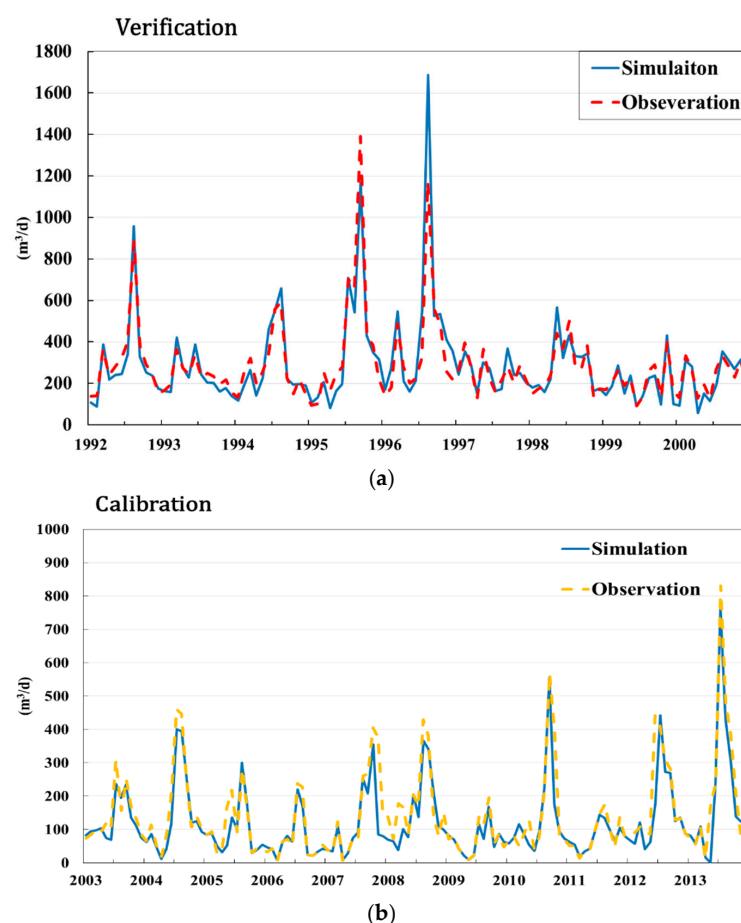 Verification
1800
1600
1400
1200
1000
800
600
400
200
0
(m³/d)
Simulaiton
Obseveration
1992 1993 1994 1995 1996 1997 1998 1999 2000
(a)
Calibration
1000
900
800
700
600
500
400
300
200
100
0
(m³/d)
Simulation
Observation
2003 2004 2005 2006 2007 2008 2009 2010 2011 2012 2013
(b)